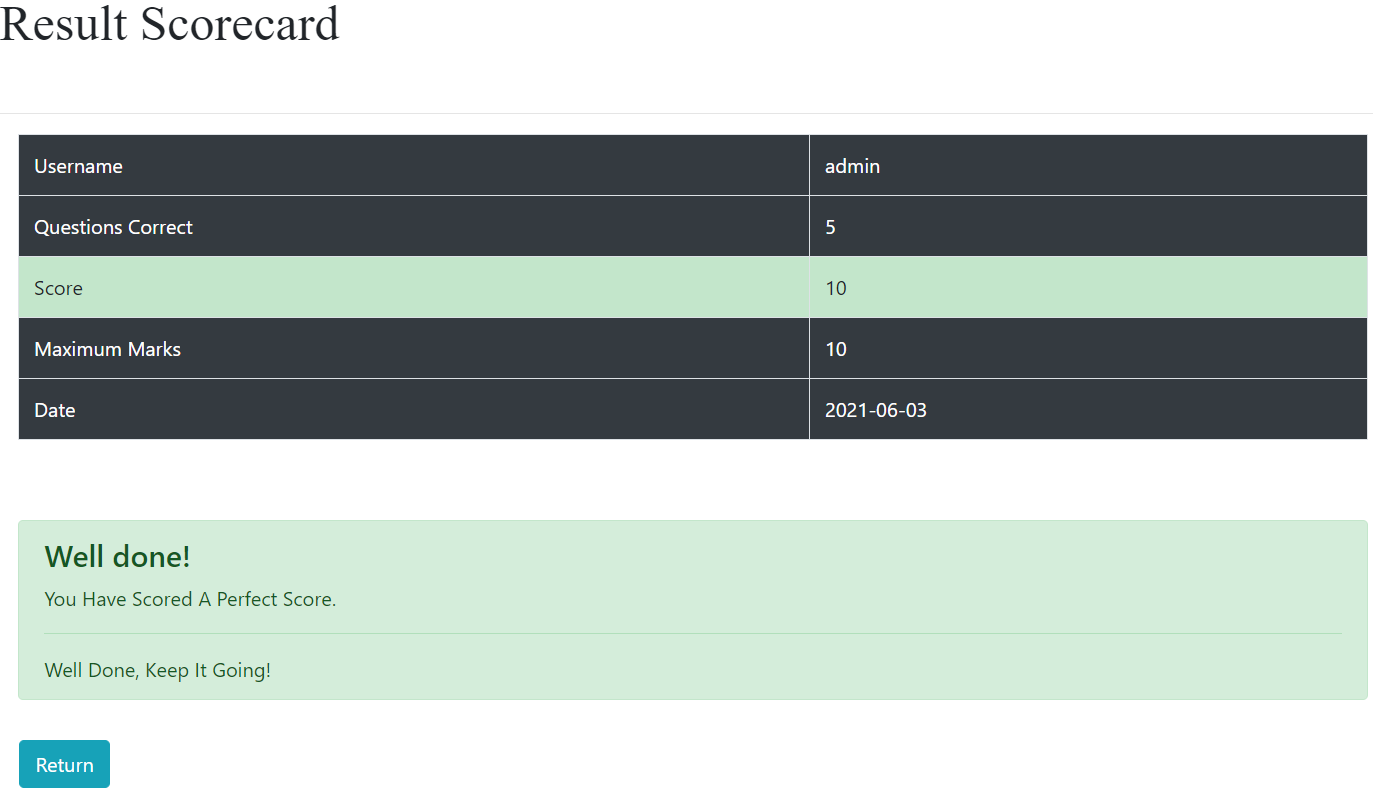 Result Scorecard
Username admin
Questions Correct 5
Score 10
Maximum Marks 10
Date 2021-06-03
Well done!
You Have Scored A Perfect Score.
Well Done, Keep It Going!
Return